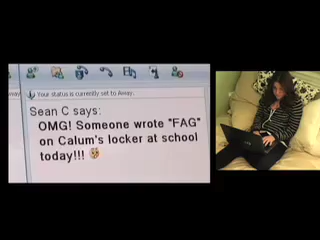 Your status is currently set to Away.
Sean C says:
OMG! Someone wrote "FAG"
on Calum's locker at school
today!!!